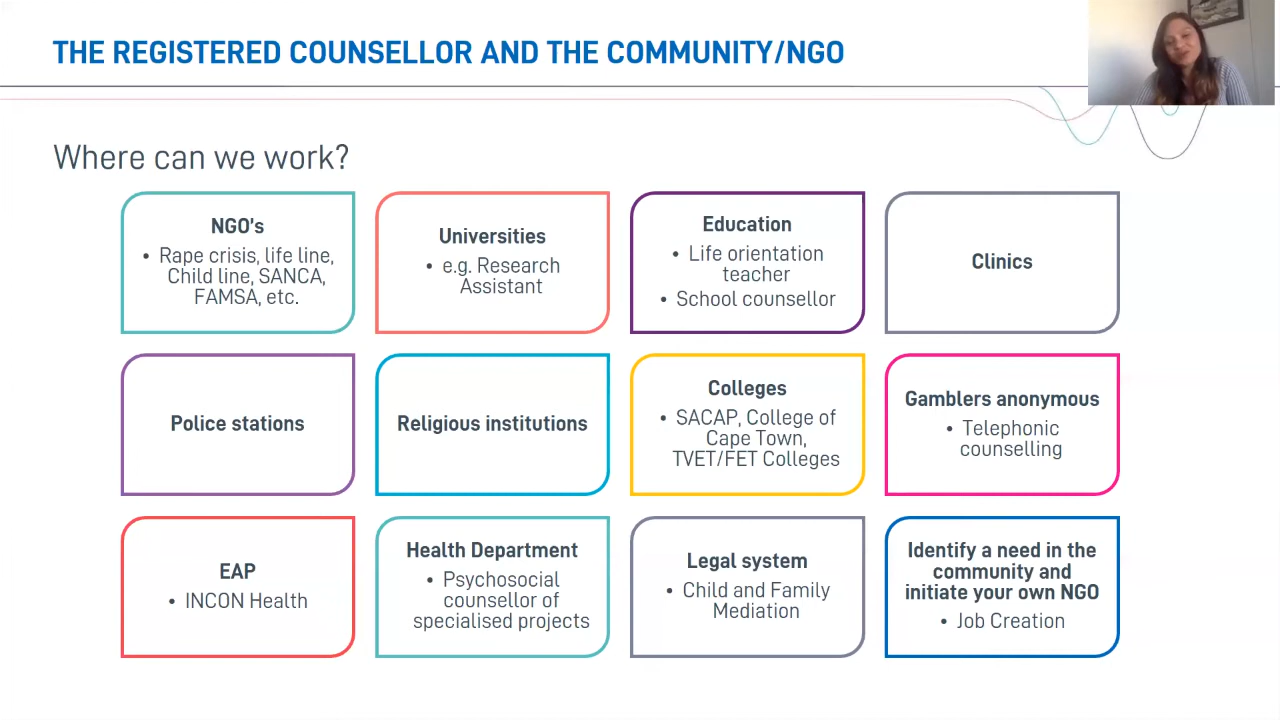 THE REGISTERED COUNSELLOR AND THE COMMUNITY/NGO
Where can we work?
NGO's
• Rape crisis, life line,
Child line, SANCA,
FAMSA, etc.
Universities
• e.g. Research
Assistant
Education
• Life orientation
teacher
• School counsellor
Clinics
Police stations
Religious institutions
Colleges
• SACAP, College of
Cape Town,
TVET/FET Colleges
Gamblers anonymous
• Telephonic
counselling
EAP
• INCON Health
Health Department
• Psychosocial
counsellor of
specialised projects
Legal system
• Child and Family
Mediation
Identify a need in the
community and
initiate your own NGO
• Job Creation